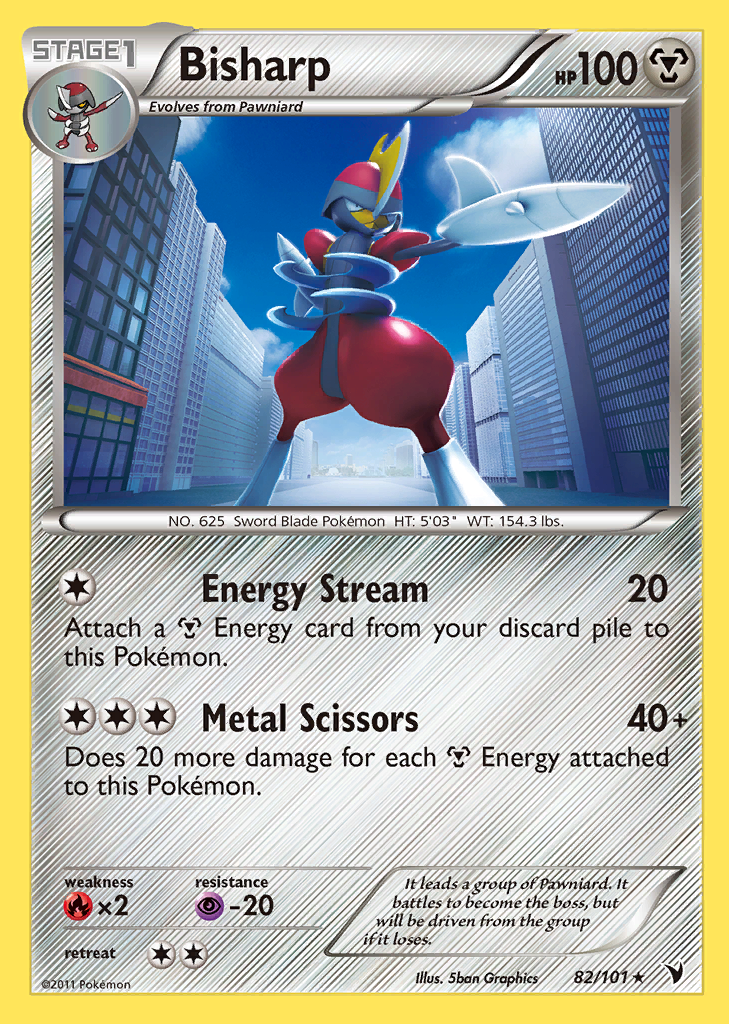 STAGE1
Bisharp
HP100
Evolves from Pawniard
NO. 625 Sword Blade Pokémon HT: 5'03" WT: 154.3 lbs.
Energy Stream 20
Attach a Energy card from your discard pile to
this Pokémon.
Metal Scissors 40+
Does 20 more damage for each Energy attached
to this Pokémon.
weakness resistance
×2 -20
retreat
It leads a group of Pawniard. It
battles to become the boss, but
will be driven from the group
if it loses.
©2011 Pokémon
Illus. 5ban Graphics 82/101★